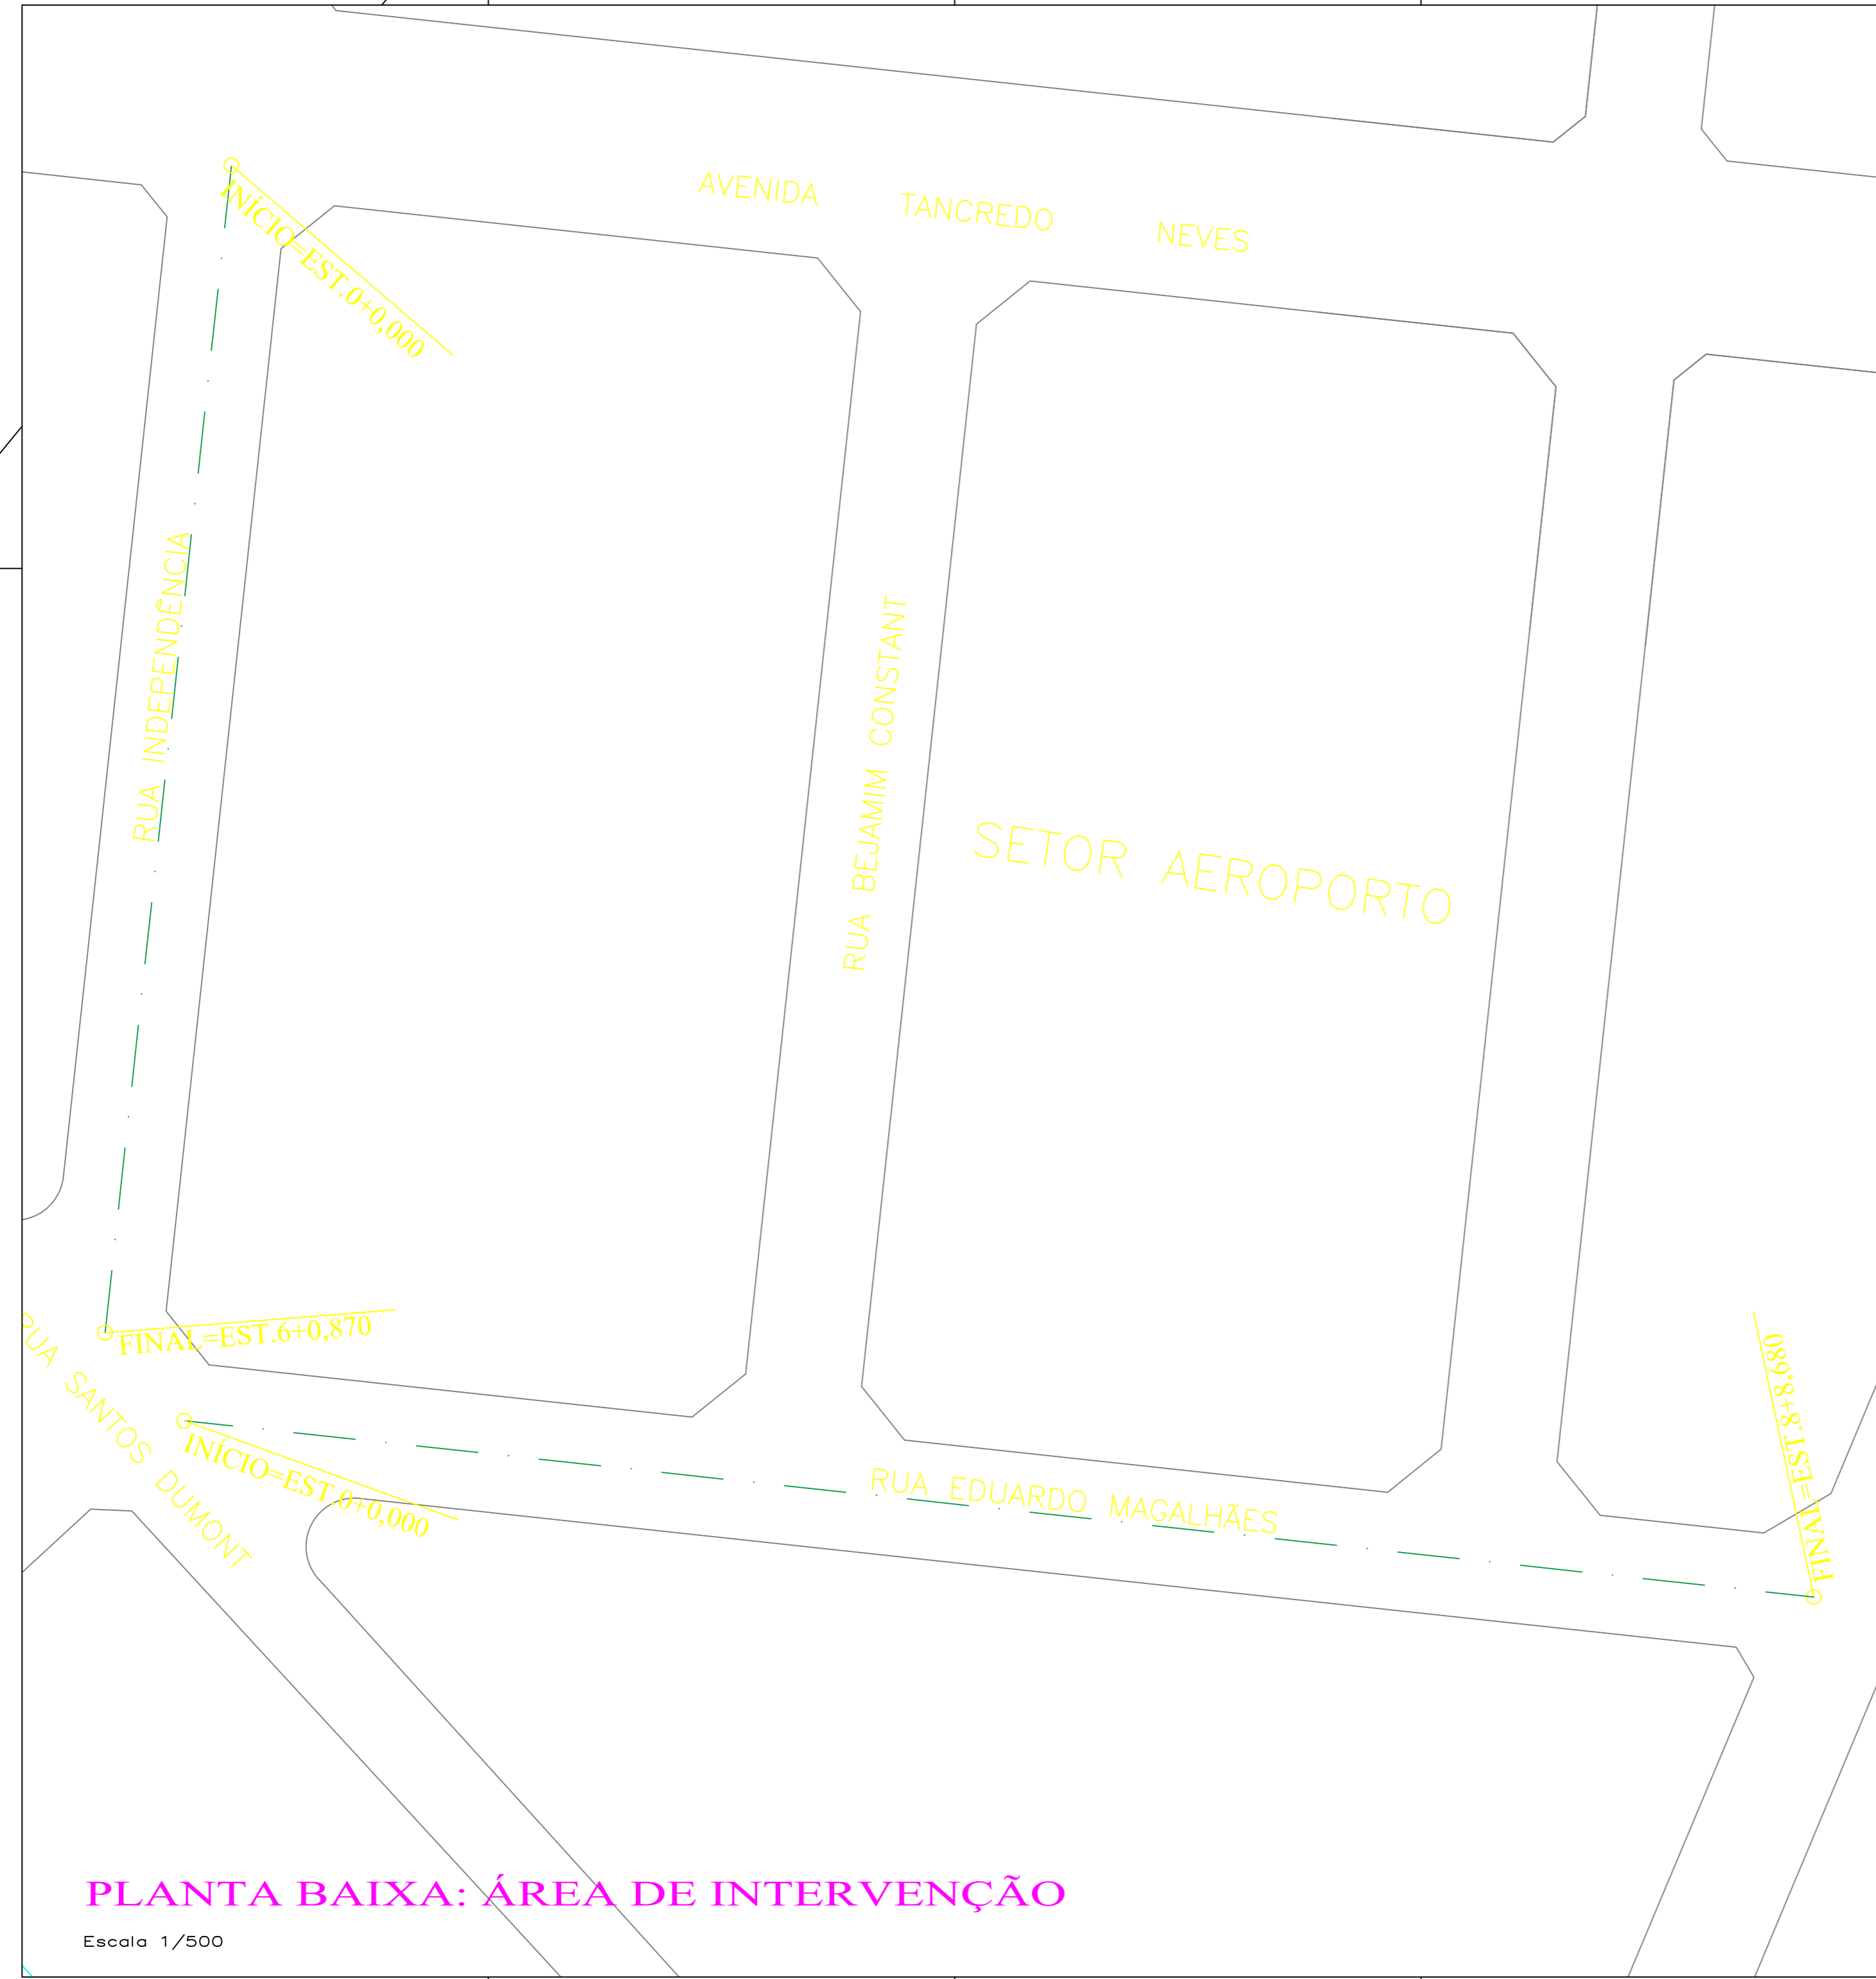 AVENIDA TANCREDO NEVES
INÍCIO=EST.0+0,000
RUA INDEPENDÊNCIA
RUA BEJAMIM CONSTANT
SETOR AEROPORTO
FINAL=EST.6+0,870
RUA SANTOS DUMONT
INÍCIO=EST.0+0,000
RUA EDUARDO MAGALHÃES
FINAL=EST.8+8,680
PLANTA BAIXA: ÁREA DE INTERVENÇÃO
Escala 1/500